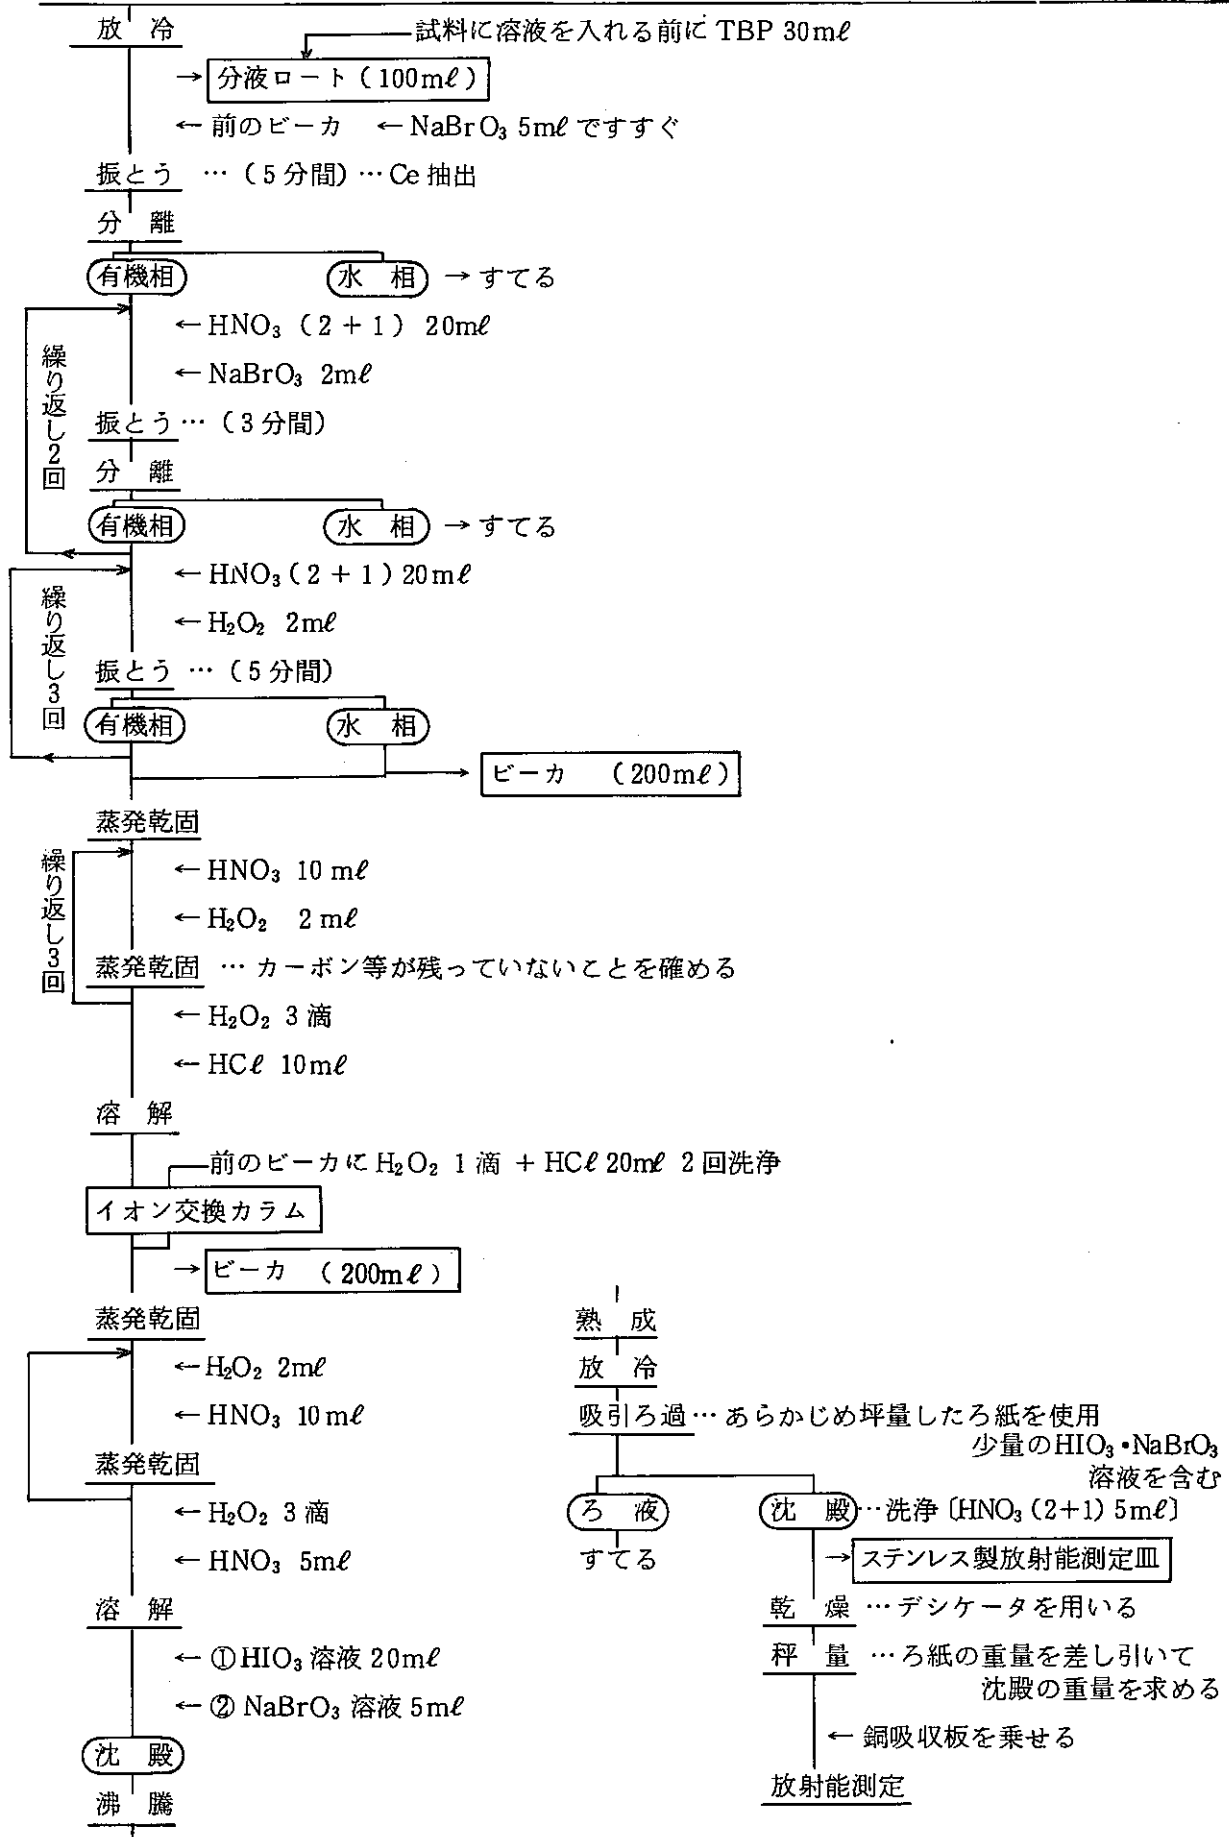 放 冷
試料に溶液を入れる前に TBP 30mℓ
→ 分液ロート (100mℓ)
← 前のビーカ ← NaBrO₃ 5mℓ ですすぐ
振とう … (5分間) … Ce 抽出
分 離
有機相 水 相 → すてる
← HNO₃ (2+1) 20mℓ
← NaBrO₃ 2mℓ
繰り返し2回
振とう … (3分間)
分 離
有機相 水 相 → すてる
← HNO₃ (2+1) 20mℓ
← H₂O₂ 2mℓ
繰り返し3回
振とう … (5分間)
有機相 水 相
ビーカ (200mℓ)
蒸発乾固
← HNO₃ 10mℓ
← H₂O₂ 2mℓ
繰り返し3回
蒸発乾固 … カーボン等が残っていないことを確める
← H₂O₂ 3滴
← HCℓ 10mℓ
溶 解
前のビーカに H₂O₂ 1滴 + HCℓ 20mℓ 2回洗浄
イオン交換カラム
→ ビーカ (200mℓ)
蒸発乾固
← H₂O₂ 2mℓ
← HNO₃ 10mℓ
蒸発乾固
← H₂O₂ 3滴
← HNO₃ 5mℓ
溶 解
← ① HIO₃ 溶液 20mℓ
← ② NaBrO₃ 溶液 5mℓ
沈 殿
沸 騰
熟 成
放 冷
吸引ろ過 … あらかじめ坪量したろ紙を使用
少量のHIO₃・NaBrO₃
溶液を含む
ろ 液 沈 殿 … 洗浄〔HNO₃ (2+1) 5mℓ〕
すてる
→ ステンレス製放射能測定皿
乾 燥 … デシケータを用いる
秤 量 … ろ紙の重量を差し引いて
沈殿の重量を求める
← 銅吸収板を乗せる
放射能測定